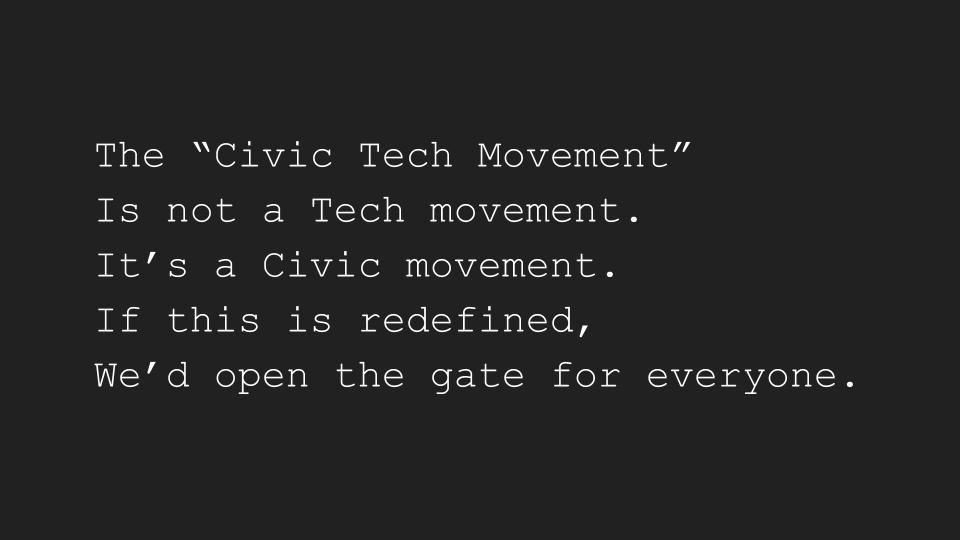 The “Civic Tech Movement”
Is not a Tech movement.
It’s a Civic movement.
If this is redefined,
We’d open the gate for everyone.